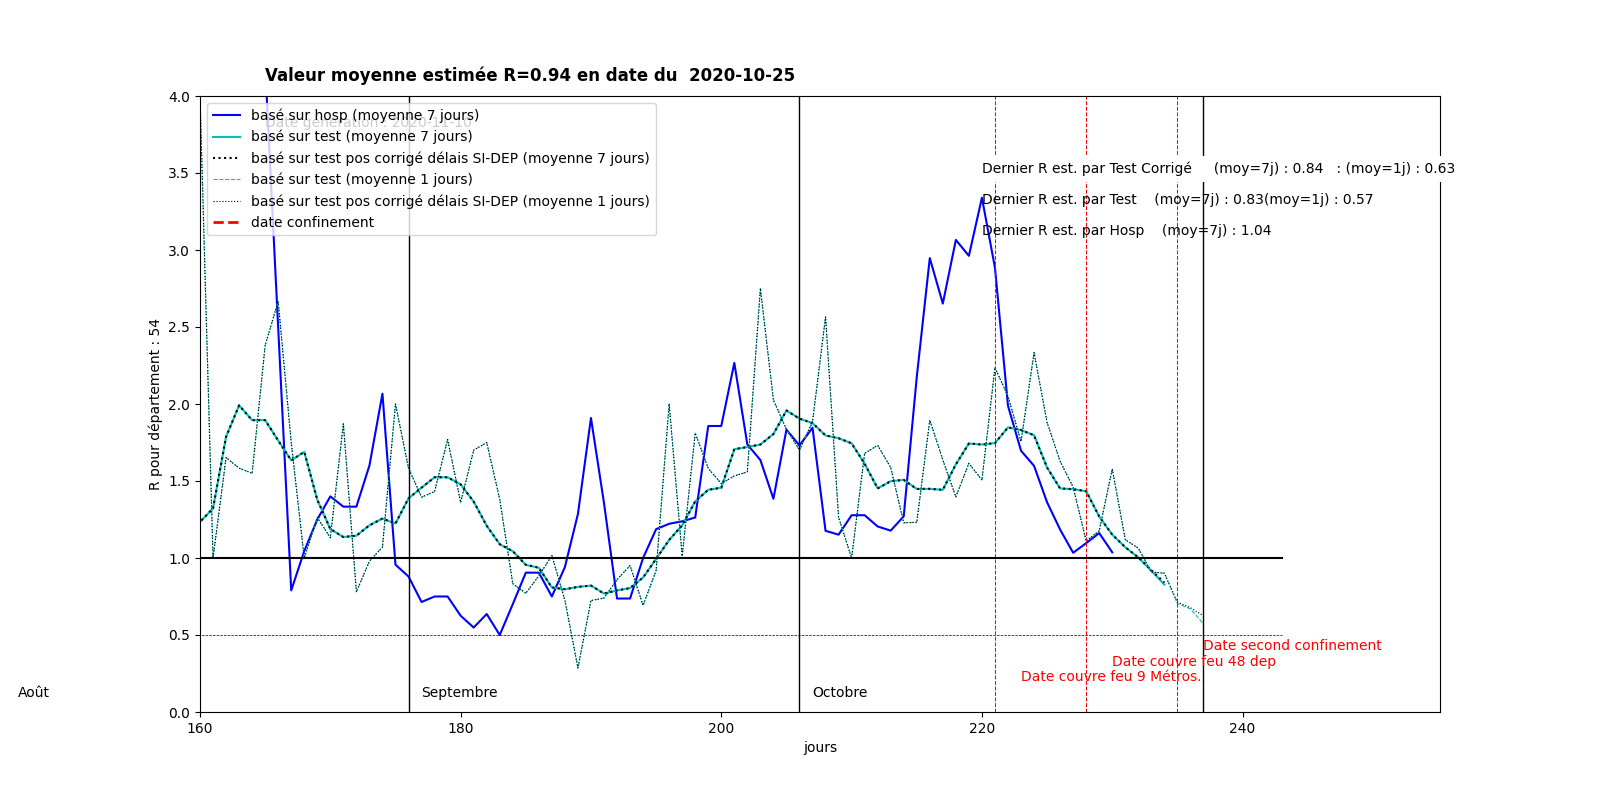 Valeur moyenne estimée R=0.94 en date du  2020-10-25
Date génération : 2020-11-10
basé sur hosp (moyenne 7 jours)
basé sur test (moyenne 7 jours)
basé sur test pos corrigé délais SI-DEP (moyenne 7 jours)
basé sur test (moyenne 1 jours)
basé sur test pos corrigé délais SI-DEP (moyenne 1 jours)
date confinement
Dernier R est. par Test Corrigé     (moy=7j) : 0.84   : (moy=1j) : 0.63
Dernier R est. par Test    (moy=7j) : 0.83(moy=1j) : 0.57
Dernier R est. par Hosp    (moy=7j) : 1.04
R pour département : 54
4.0
3.5
3.0
2.5
2.0
1.5
1.0
0.5
0.0
Date second confinement
Date couvre feu 48 dep
Date couvre feu 9 Métros.
Août
Septembre
Octobre
160
180
200
220
240
jours